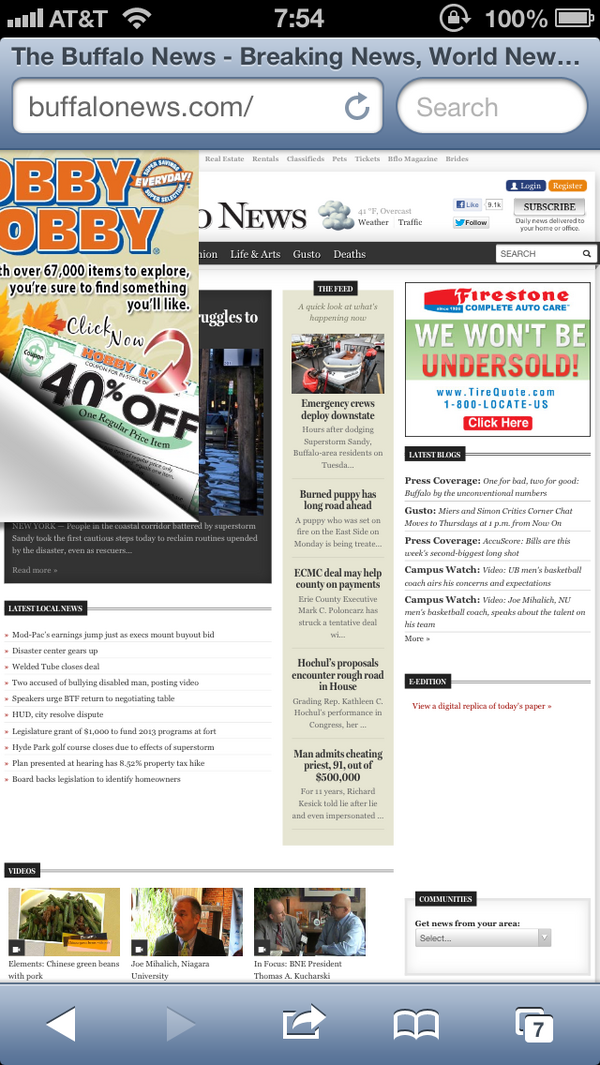 AT&T
7:54
100%
The Buffalo News - Breaking News, World New...
buffalonews.com/
Search
Real Estate Rentals Classifieds Pets Tickets Bflo Magazine Brides
Login Register
OBBY
OBBY
SUPER SAVINGS
EVERYDAY!
SUPER SELECTION!
th over 67,000 items to explore,
you're sure to find something
you'll like.
Click
Now
Coupon
HOBBY LO
COUPON FOR IN STORE OR
40% OFF
One Regular Price Item
o NEWS
41 °F, Overcast
Weather Traffic
Like 9.1k
Follow
SUBSCRIBE
Daily news delivered to
your home or office.
nion Life & Arts Gusto Deaths
SEARCH
ruggles to
NEW YORK — People in the coastal corridor battered by superstorm
Sandy took the first cautious steps today to reclaim routines upended
by the disaster, even as rescuers...
Read more »
LATEST LOCAL NEWS
» Mod-Pac's earnings jump just as execs mount buyout bid
» Disaster center gears up
» Welded Tube closes deal
» Two accused of bullying disabled man, posting video
» Speakers urge BTF return to negotiating table
» HUD, city resolve dispute
» Legislature grant of $1,000 to fund 2013 programs at fort
» Hyde Park golf course closes due to effects of superstorm
» Plan presented at hearing has 8.52% property tax hike
» Board backs legislation to identify homeowners
THE FEED
A quick look at what's
happening now
Emergency crews
deploy downstate
Hours after dodging
Superstorm Sandy,
Buffalo-area residents on
Tuesda...
Burned puppy has
long road ahead
A puppy who was set on
fire on the East Side on
Monday is being treate...
ECMC deal may help
county on payments
Erie County Executive
Mark C. Poloncarz has
struck a tentative deal
wi...
Hochul's proposals
encounter rough road
in House
Grading Rep. Kathleen C.
Hochul's performance in
Congress, her ...
Man admits cheating
priest, 91, out of
$500,000
For 11 years, Richard
Kesick told lie after lie
and even impersonated ...
Firestone
since 1926
COMPLETE AUTO CARE
WE WON'T BE
UNDERSOLD!
www.TireQuote.com
1-800-LOCATE-US
Click Here
LATEST BLOGS
Press Coverage: One for bad, two for good:
Buffalo by the unconventional numbers
Gusto: Miers and Simon Critics Corner Chat
Moves to Thursdays at 1 p.m. from Now On
Press Coverage: AccuScore: Bills are this
week's second-biggest long shot
Campus Watch: Video: UB men's basketball
coach airs his concerns and expectations
Campus Watch: Video: Joe Mihalich, NU
men's basketball coach, speaks about the talent on
his team
More »
E-EDITION
View a digital replica of today's paper »
VIDEOS
Elements: Chinese green beans
with pork
Joe Mihalich, Niagara
University
In Focus: BNE President
Thomas A. Kucharski
COMMUNITIES
Get news from your area:
Select...
7